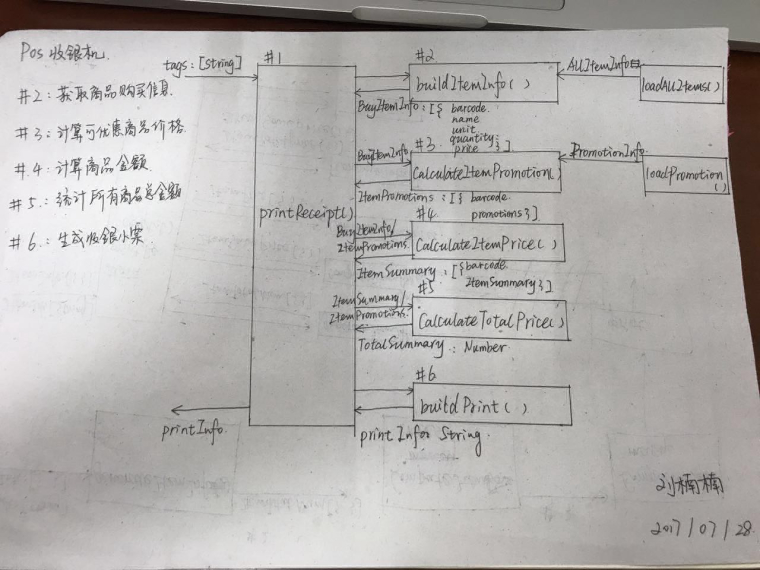 Pos 收银机.
#2: 获取商品购买信息
#3: 计算可优惠商品价格
#4: 计算商品金额
#5: 统计所有商品总金额
#6: 生成收银小票
tags: [string]
#1
printReceipt()
printInfo.
#2
buildItemInfo()
AllItemInfo
loadAllItems()
BuyItemInfo: [{ barcode.
name
unit
quantity;
price }]
BuyItemInfo
#3
CalculateItemPromotion()
PromotionInfo.
loadPromotion
()
ItemPromotions: [{ barcode.
promotions}]
BuyItemInfo/
ItemPromotions.
#4
CalculateItemPrice()
ItemSummary: [{barcode
ItemSummary}]
ItemSummary/
ItemPromotions.
#5
CalculateTotalPrice()
TotalSummary: Number
#6
buildPrint()
printInfo: String
刘楠楠
2017/07/28